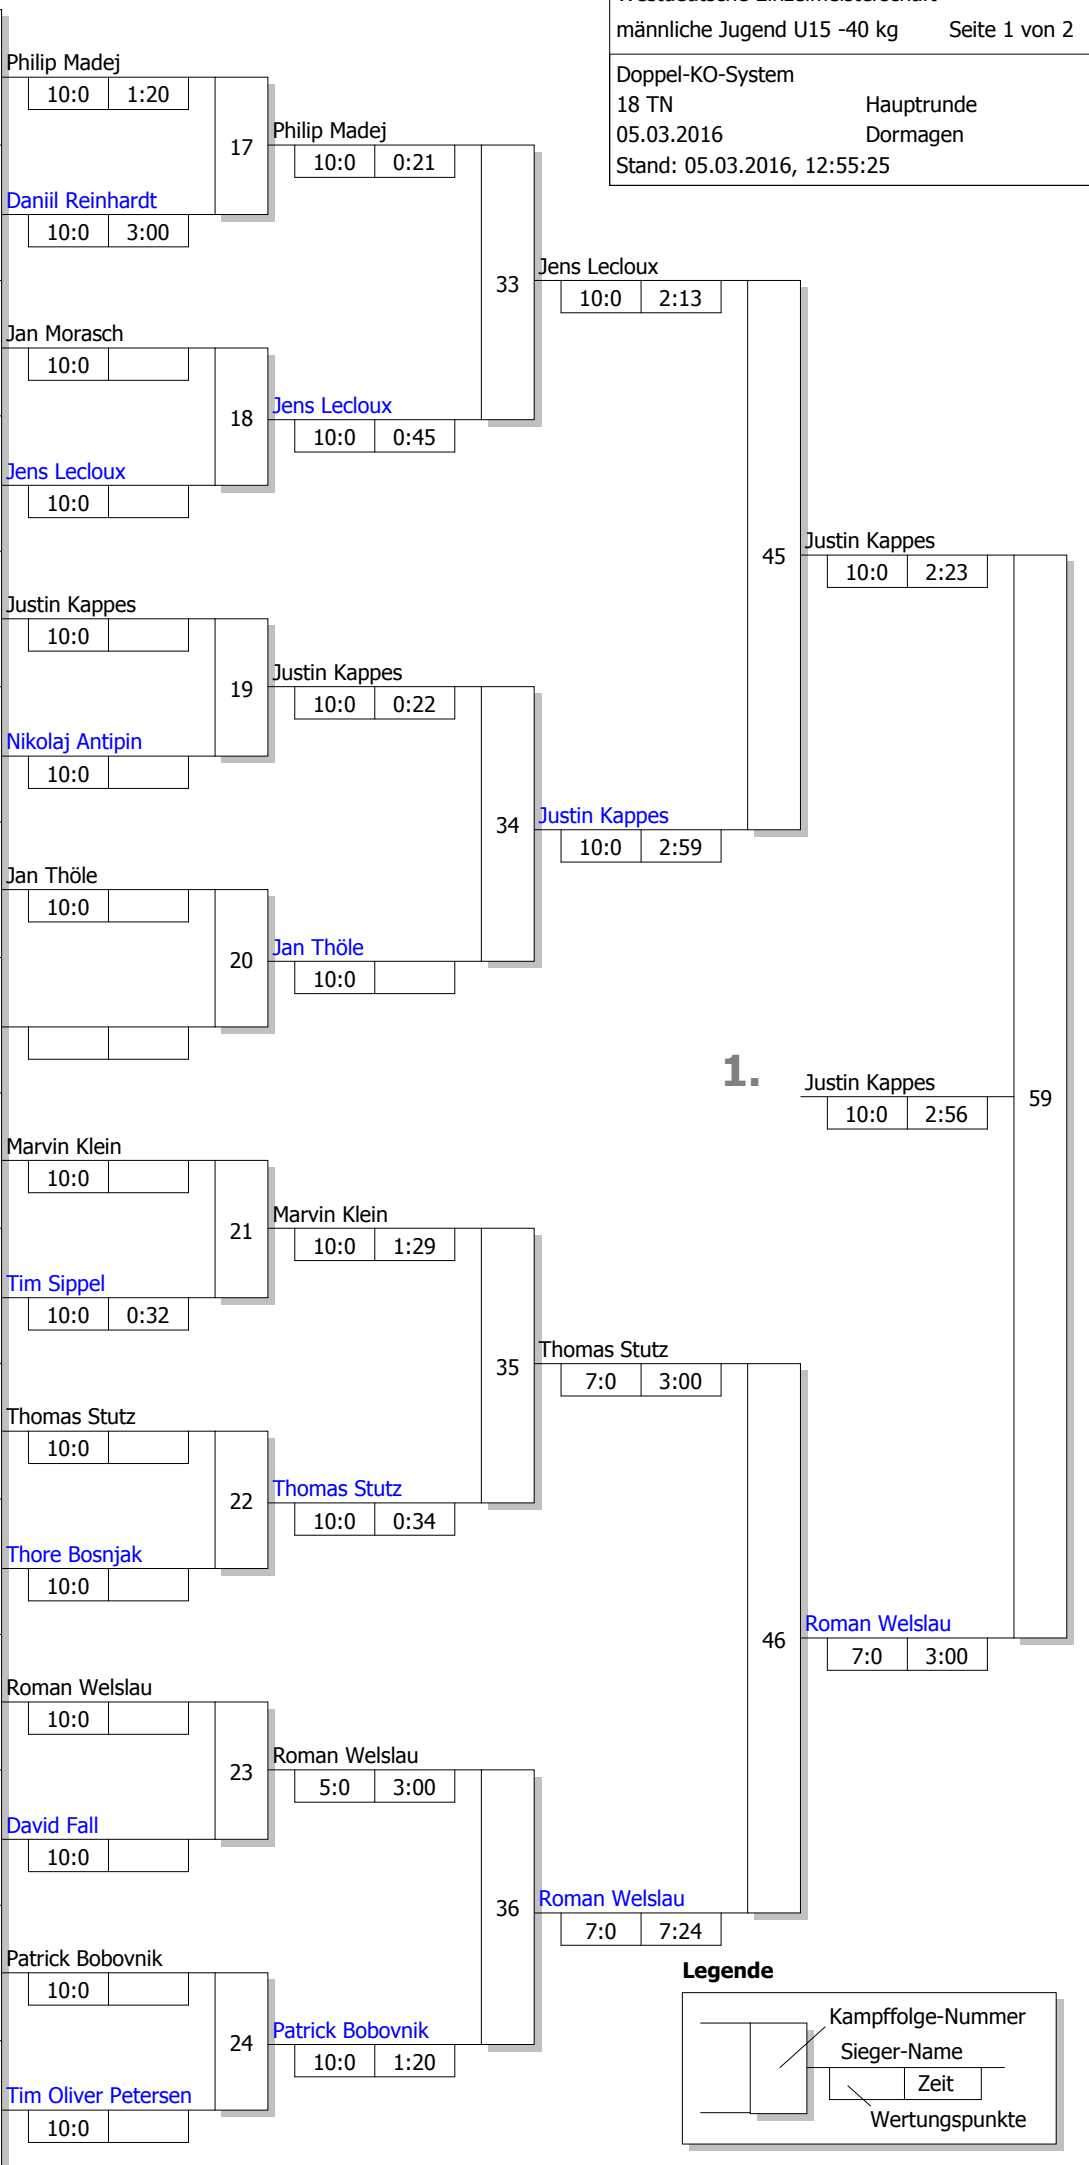 männliche Jugend U15 -40 kg Seite 1 von 2
Doppel-KO-System
18 TN Hauptrunde
05.03.2016 Dormagen
Stand: 05.03.2016, 12:55:25
Philip Madej
10:0 1:20
17
Philip Madej
10:0 0:21
Daniil Reinhardt
10:0 3:00
33
Jens Lecloux
10:0 2:13
Jan Morasch
10:0
18
Jens Lecloux
10:0 0:45
Jens Lecloux
10:0
45
Justin Kappes
10:0 2:23
Justin Kappes
10:0
19
Justin Kappes
10:0 0:22
Nikolaj Antipin
10:0
34
Justin Kappes
10:0 2:59
Jan Thöle
10:0
20
Jan Thöle
10:0
1.
Justin Kappes
10:0 2:56
59
Marvin Klein
10:0
21
Marvin Klein
10:0 1:29
Tim Sippel
10:0 0:32
35
Thomas Stutz
7:0 3:00
Thomas Stutz
10:0
22
Thomas Stutz
10:0 0:34
Thore Bosnjak
10:0
46
Roman Welslau
7:0 3:00
Roman Welslau
10:0
23
Roman Welslau
5:0 3:00
David Fall
10:0
36
Roman Welslau
7:0 7:24
Patrick Bobovnik
10:0
24
Patrick Bobovnik
10:0 1:20
Tim Oliver Petersen
10:0
Legende
Kampffolge-Nummer
Sieger-Name
Zeit
Wertungspunkte